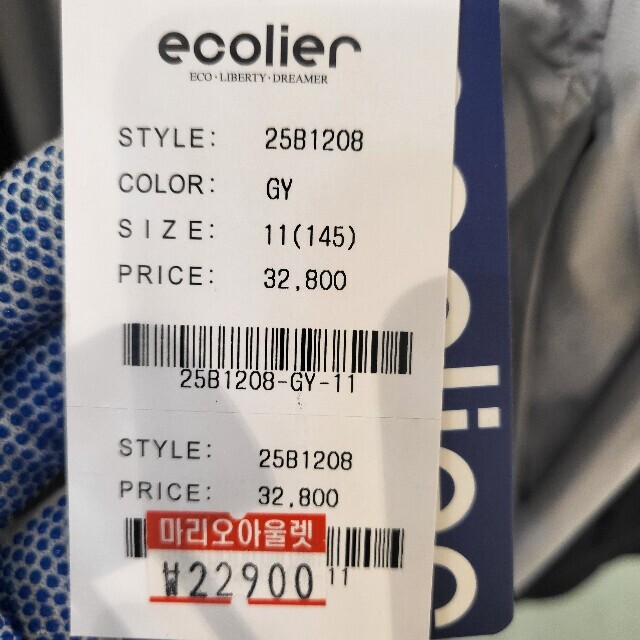 ecolier
ECO·LIBERTY·DREAMER
STYLE: 25B1208
COLOR: GY
SIZE: 11(145)
PRICE: 32,800
25B1208-GY-11
STYLE: 25B1208
PRICE: 32,800
마리오아울렛
₩22900
11